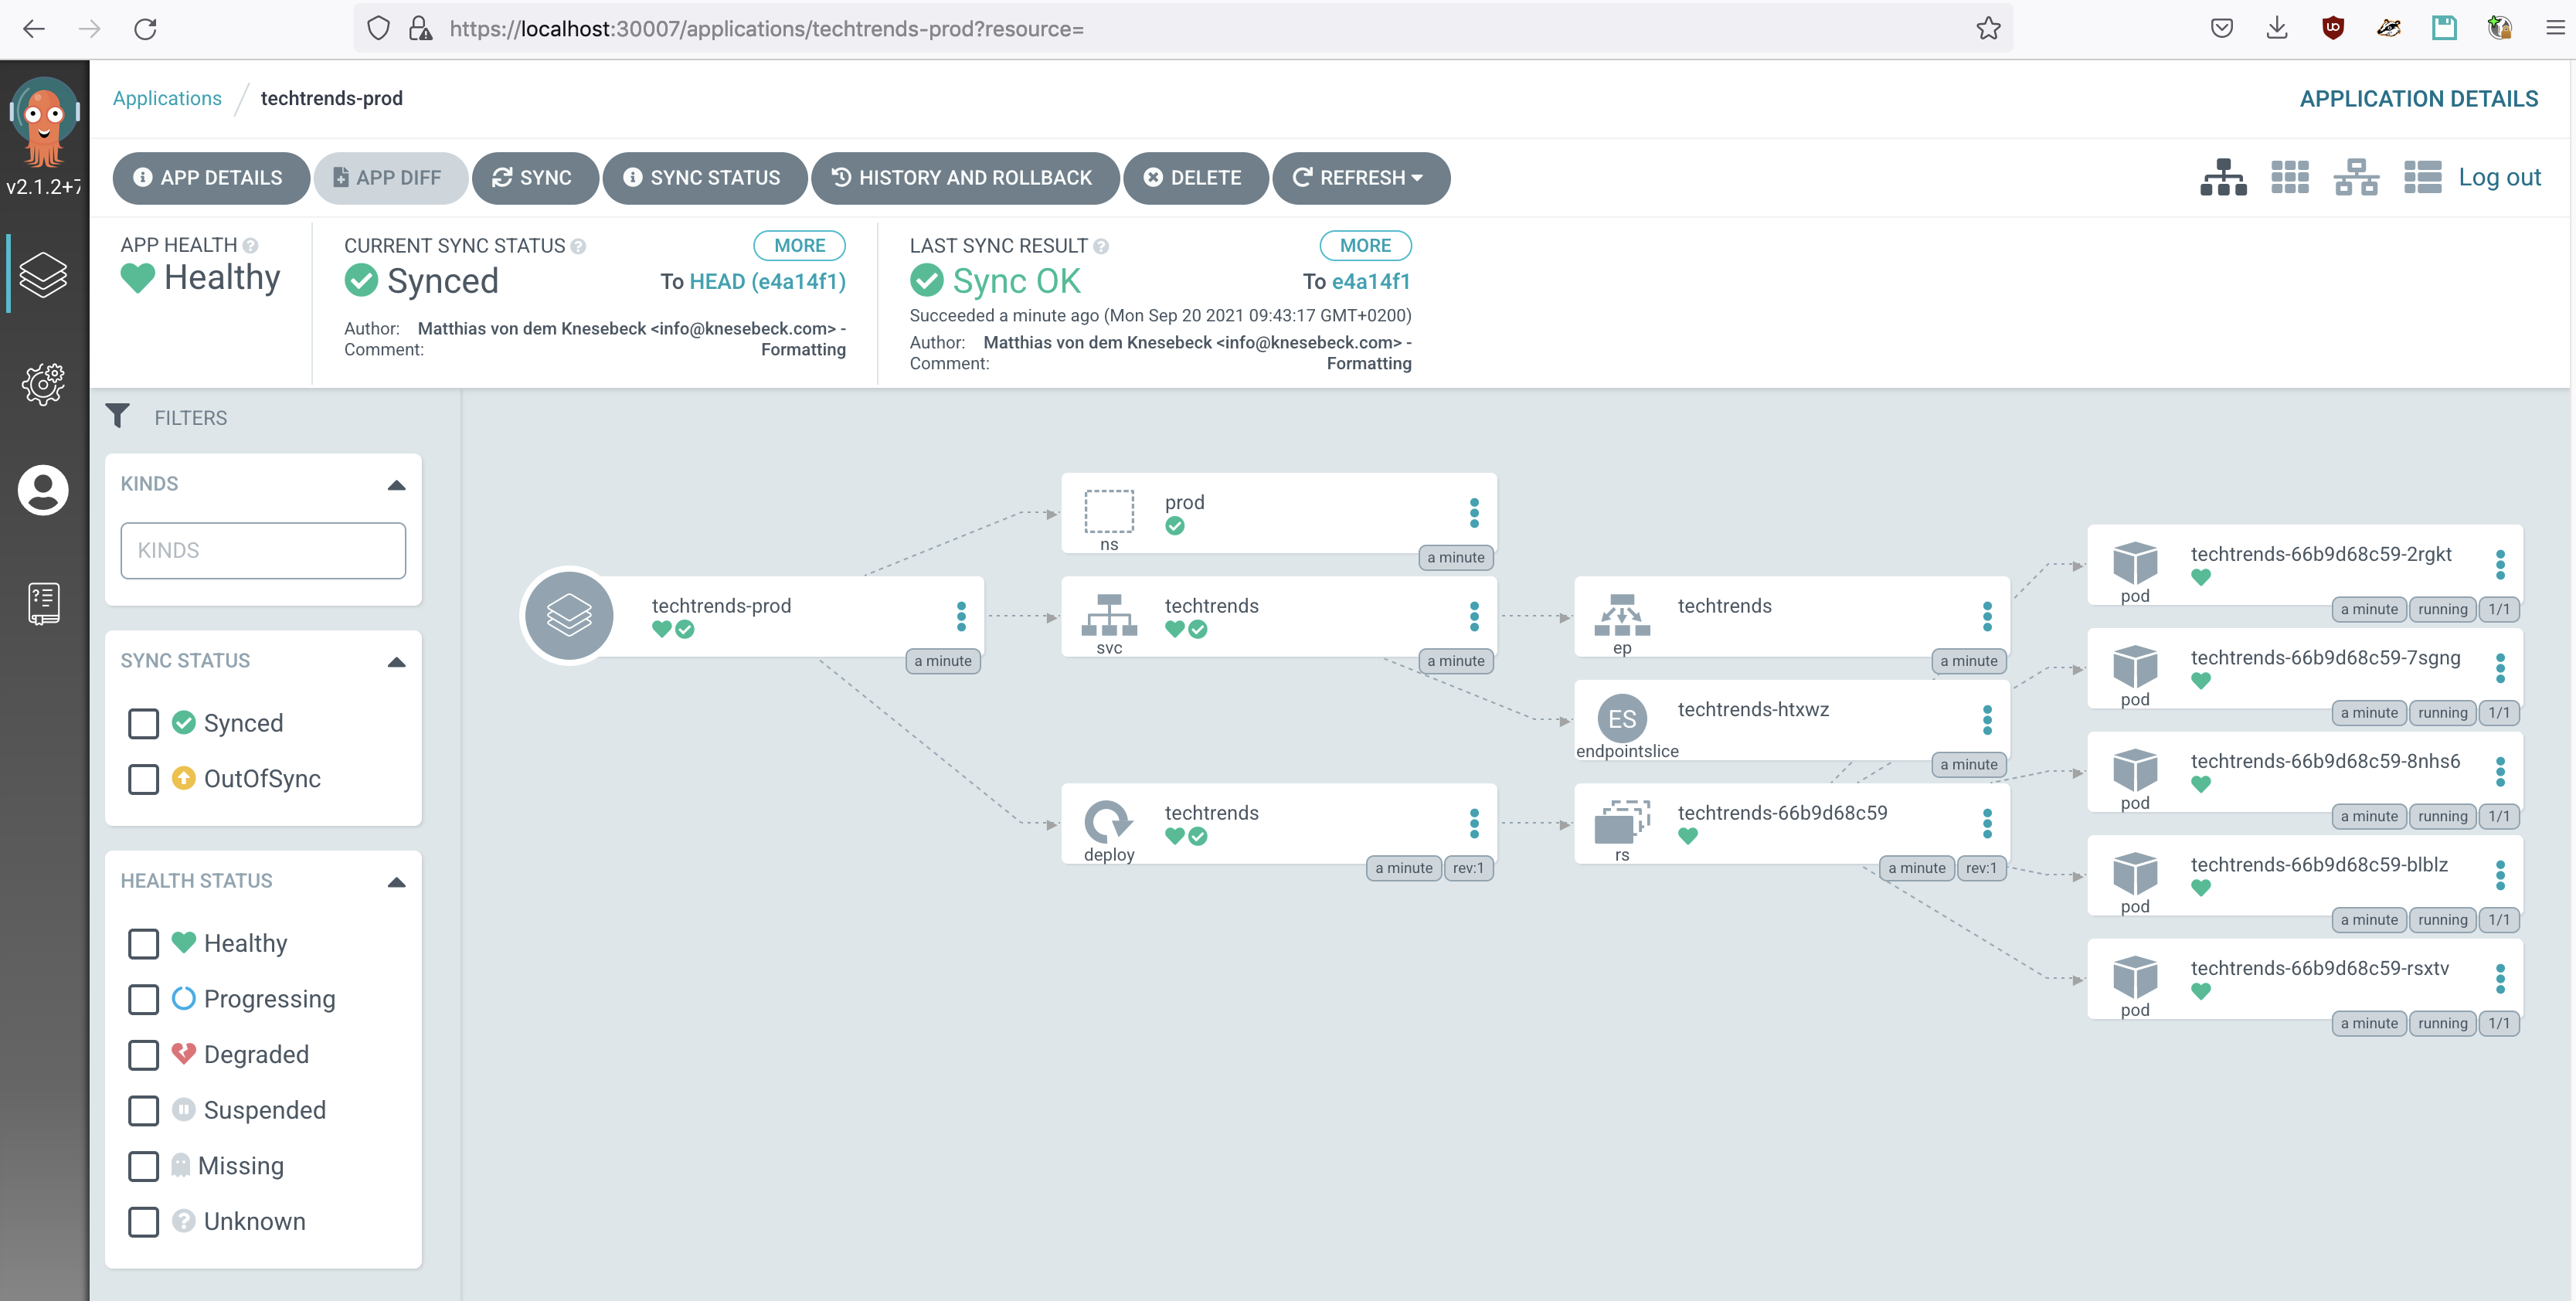 https://localhost:30007/applications/techtrends-prod?resource=
Applications / techtrends-prod
APPLICATION DETAILS
v2.1.2+7
APP DETAILS
APP DIFF
SYNC
SYNC STATUS
HISTORY AND ROLLBACK
DELETE
REFRESH
Log out
APP HEALTH
Healthy
CURRENT SYNC STATUS
MORE
Synced
To HEAD (e4a14f1)
Author: Matthias von dem Knesebeck <info@knesebeck.com> -
Comment: Formatting
LAST SYNC RESULT
MORE
Sync OK
To e4a14f1
Succeeded a minute ago (Mon Sep 20 2021 09:43:17 GMT+0200)
Author: Matthias von dem Knesebeck <info@knesebeck.com> -
Comment: Formatting
FILTERS
KINDS
KINDS
SYNC STATUS
Synced
OutOfSync
HEALTH STATUS
Healthy
Progressing
Degraded
Suspended
Missing
Unknown
techtrends-prod
a minute
prod
ns
a minute
techtrends
svc
a minute
techtrends
deploy
a minute rev:1
techtrends
ep
a minute
ES
techtrends-htxwz
endpointslice
a minute
techtrends-66b9d68c59
rs
a minute rev:1
techtrends-66b9d68c59-2rgkt
pod
a minute running 1/1
techtrends-66b9d68c59-7sgng
pod
a minute running 1/1
techtrends-66b9d68c59-8nhs6
pod
a minute running 1/1
techtrends-66b9d68c59-blblz
pod
a minute running 1/1
techtrends-66b9d68c59-rsxtv
pod
a minute running 1/1